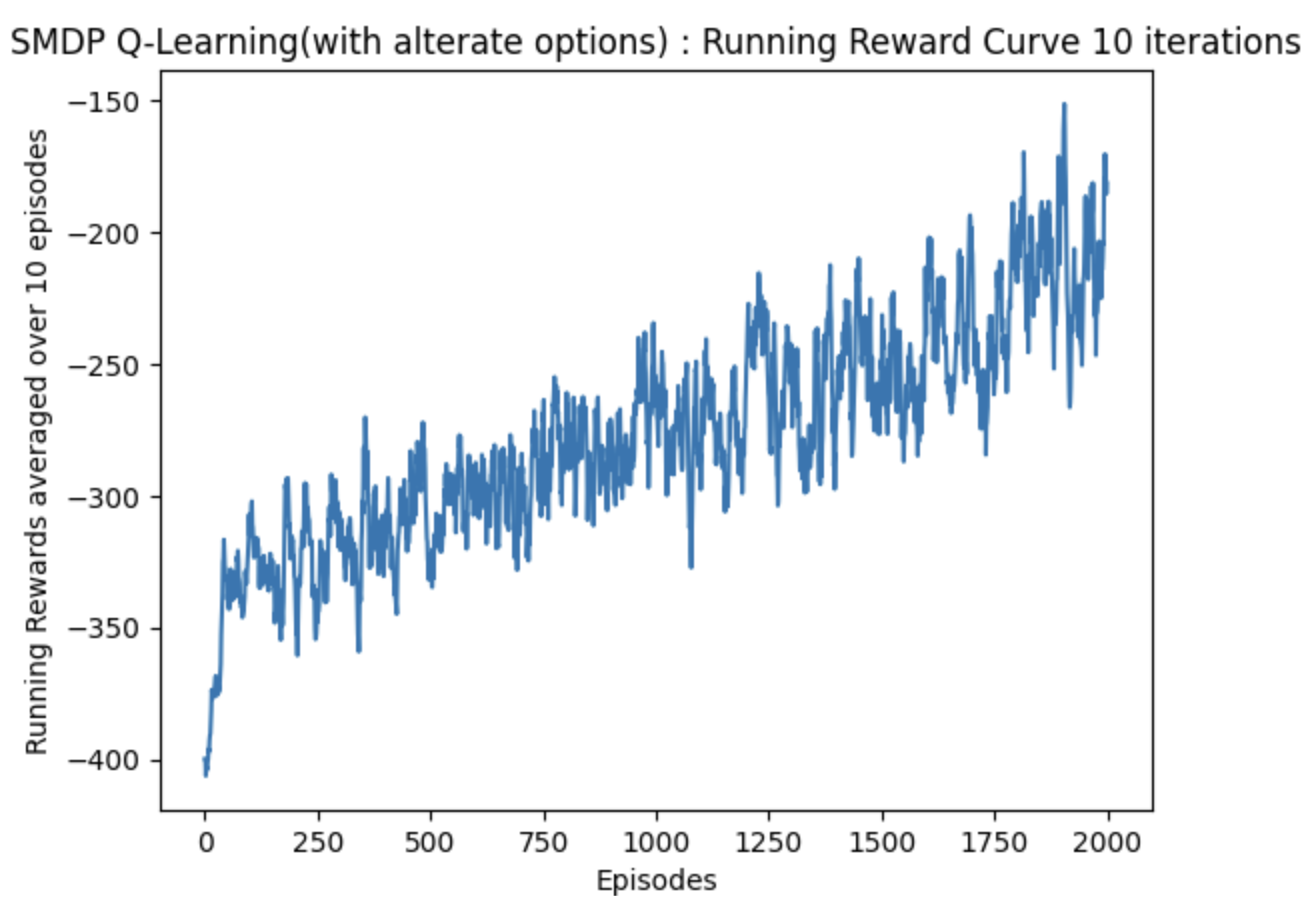 SMDP Q-Learning(with alterate options) : Running Reward Curve 10 iterations
Running Rewards averaged over 10 episodes
−150
−200
−250
−300
−350
−400
0 250 500 750 1000 1250 1500 1750 2000
Episodes